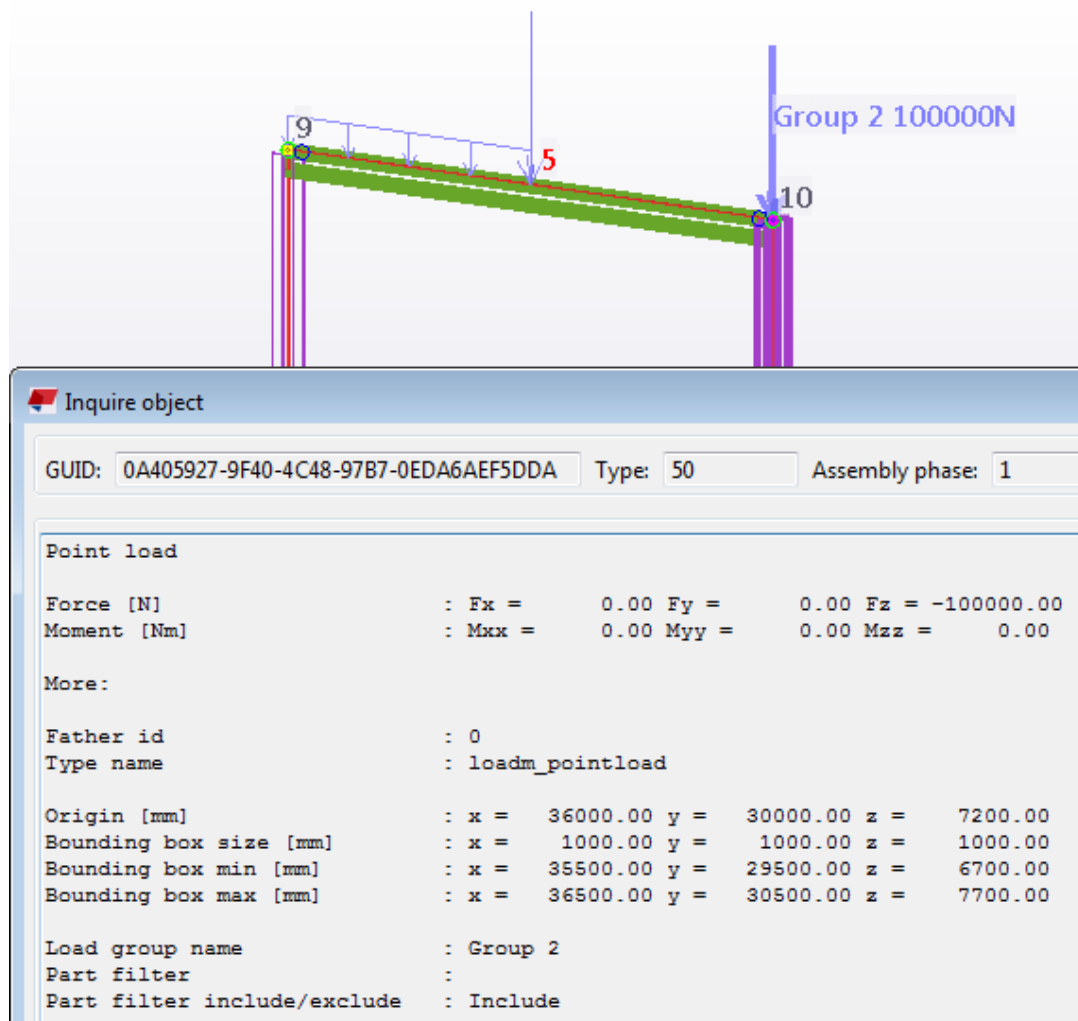 9
Group 2 100000N
5
10
Inquire object
GUID: 0A405927-9F40-4C48-97B7-0EDA6AEF5DDA Type: 50 Assembly phase: 1
Point load
Force [N] : Fx = 0.00 Fy = 0.00 Fz = -100000.00
Moment [Nm] : Mxx = 0.00 Myy = 0.00 Mzz = 0.00
More:
Father id : 0
Type name : loadm_pointload
Origin [mm] : x = 36000.00 y = 30000.00 z = 7200.00
Bounding box size [mm] : x = 1000.00 y = 1000.00 z = 1000.00
Bounding box min [mm] : x = 35500.00 y = 29500.00 z = 6700.00
Bounding box max [mm] : x = 36500.00 y = 30500.00 z = 7700.00
Load group name : Group 2
Part filter :
Part filter include/exclude : Include